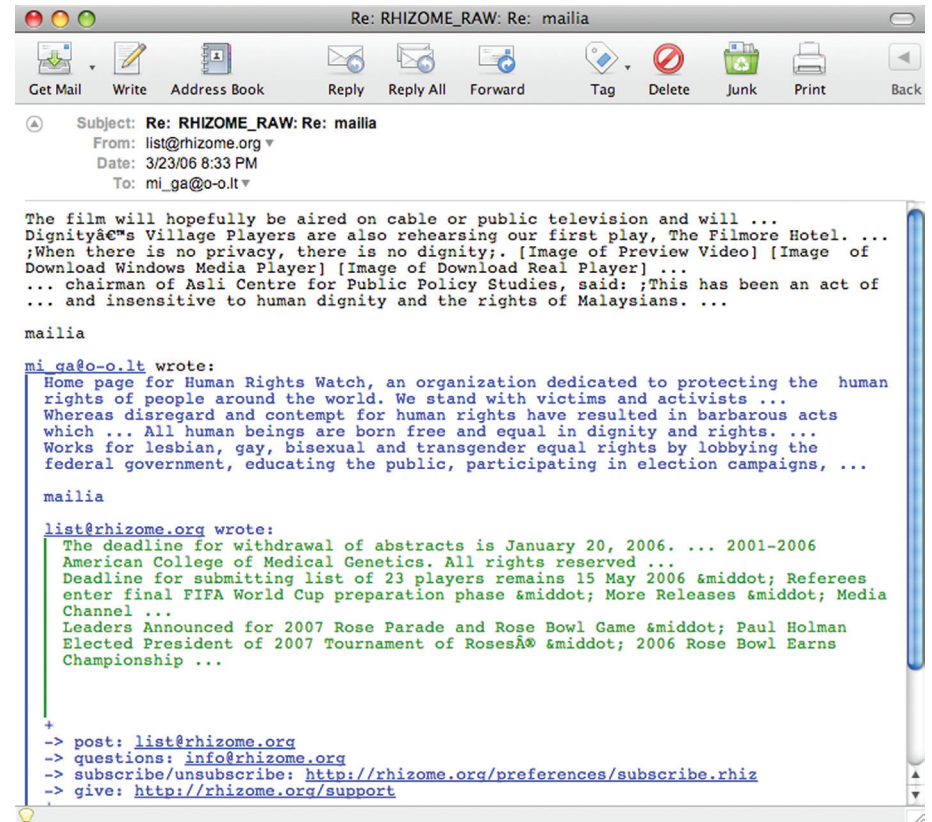 Re: RHIZOME_RAW: Re: mailia
Get Mail Write Address Book Reply Reply All Forward Tag Delete Junk Print Back
Subject: Re: RHIZOME_RAW: Re: mailia
From: list@rhizome.org
Date: 3/23/06 8:33 PM
To: mi_ga@o-o.lt
The film will hopefully be aired on cable or public television and will ...
Dignityâ€™s Village Players are also rehearsing our first play, The Filmore Hotel. ...
;When there is no privacy, there is no dignity;. [Image of Preview Video] [Image of
Download Windows Media Player] [Image of Download Real Player] ...
... chairman of Asli Centre for Public Policy Studies, said: ;This has been an act of
... and insensitive to human dignity and the rights of Malaysians. ...
mailia
mi_ga@o-o.lt wrote:
Home page for Human Rights Watch, an organization dedicated to protecting the human
rights of people around the world. We stand with victims and activists ...
Whereas disregard and contempt for human rights have resulted in barbarous acts
which ... All human beings are born free and equal in dignity and rights. ...
Works for lesbian, gay, bisexual and transgender equal rights by lobbying the
federal government, educating the public, participating in election campaigns, ...
mailia
list@rhizome.org wrote:
The deadline for withdrawal of abstracts is January 20, 2006. ... 2001-2006
American College of Medical Genetics. All rights reserved ...
Deadline for submitting list of 23 players remains 15 May 2006 &middot; Referees
enter final FIFA World Cup preparation phase &middot; More Releases &middot; Media
Channel ...
Leaders Announced for 2007 Rose Parade and Rose Bowl Game &middot; Paul Holman
Elected President of 2007 Tournament of RosesÂ® &middot; 2006 Rose Bowl Earns
Championship ...
+
-> post: list@rhizome.org
-> questions: info@rhizome.org
-> subscribe/unsubscribe: http://rhizome.org/preferences/subscribe.rhiz
-> give: http://rhizome.org/support
+